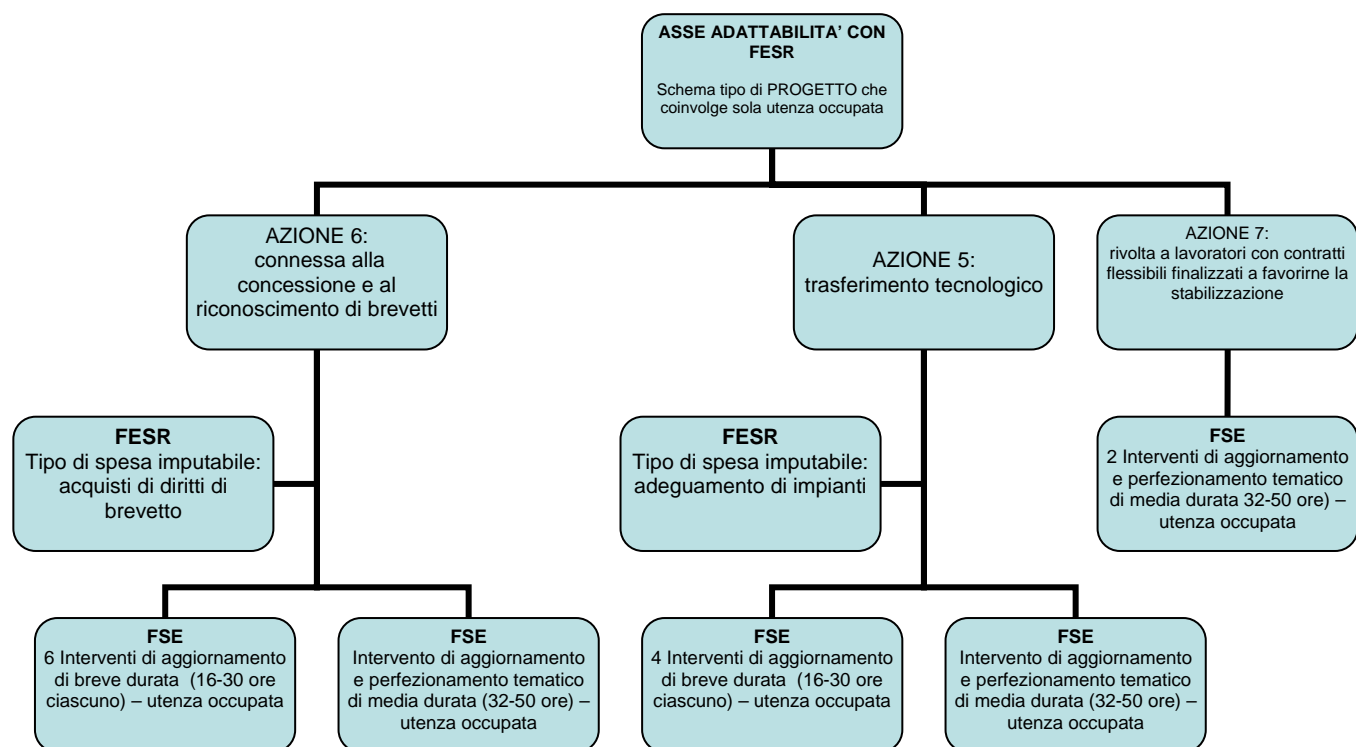 ASSE ADATTABILITA’ CON
FESR
Schema tipo di PROGETTO che
coinvolge sola utenza occupata
AZIONE 6:
connessa alla
concessione e al
riconoscimento di brevetti
AZIONE 5:
trasferimento tecnologico
AZIONE 7:
rivolta a lavoratori con contratti
flessibili finalizzati a favorirne la
stabilizzazione
FESR
Tipo di spesa imputabile:
acquisti di diritti di
brevetto
FESR
Tipo di spesa imputabile:
adeguamento di impianti
FSE
2 Interventi di aggiornamento
e perfezionamento tematico
di media durata 32-50 ore) –
utenza occupata
FSE
6 Interventi di aggiornamento
di breve durata (16-30 ore
ciascuno) – utenza occupata
FSE
Intervento di aggiornamento
e perfezionamento tematico
di media durata (32-50 ore) –
utenza occupata
FSE
4 Interventi di aggiornamento
di breve durata (16-30 ore
ciascuno) – utenza occupata
FSE
Intervento di aggiornamento
e perfezionamento tematico
di media durata (32-50 ore) –
utenza occupata